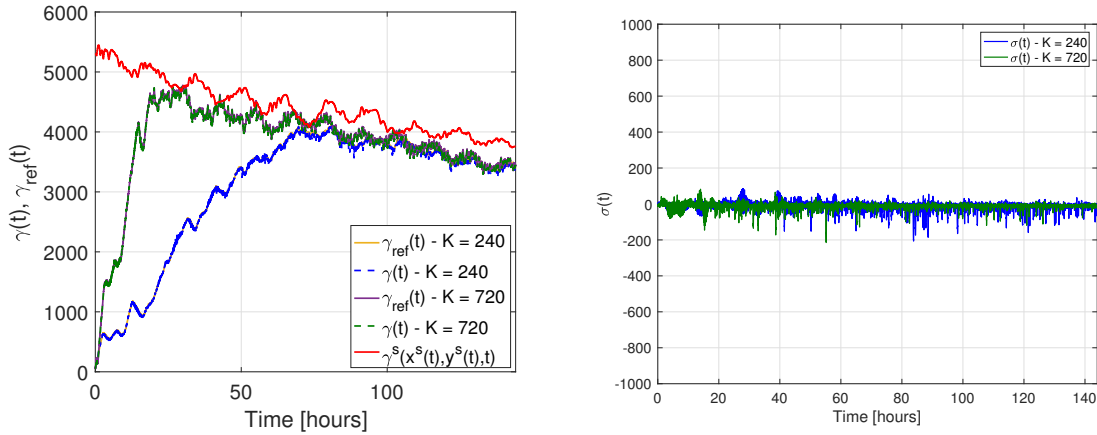 γ(t), γref(t)
6000
5000
4000
3000
2000
1000
0
0
50
100
Time [hours]
γref(t) - K = 240
γ(t) - K = 240
γref(t) - K = 720
γ(t) - K = 720
γˢ(xˢ(t),yˢ(t),t)
σ(t)
1000
800
600
400
200
0
-200
-400
-600
-800
-1000
0
20
40
60
80
100
120
140
Time [hours]
σ(t) - K = 240
σ(t) - K = 720